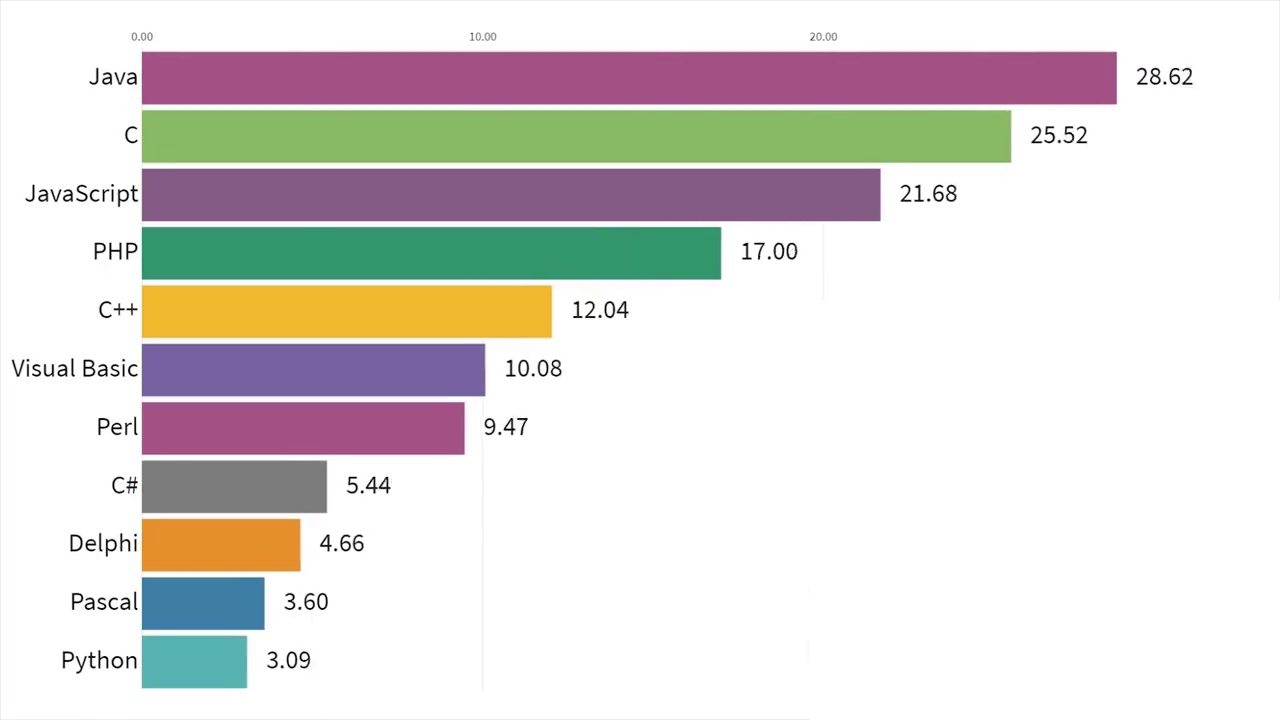 0.00 10.00 20.00
Java 28.62
C 25.52
JavaScript 21.68
PHP 17.00
C++ 12.04
Visual Basic 10.08
Perl 9.47
C# 5.44
Delphi 4.66
Pascal 3.60
Python 3.09